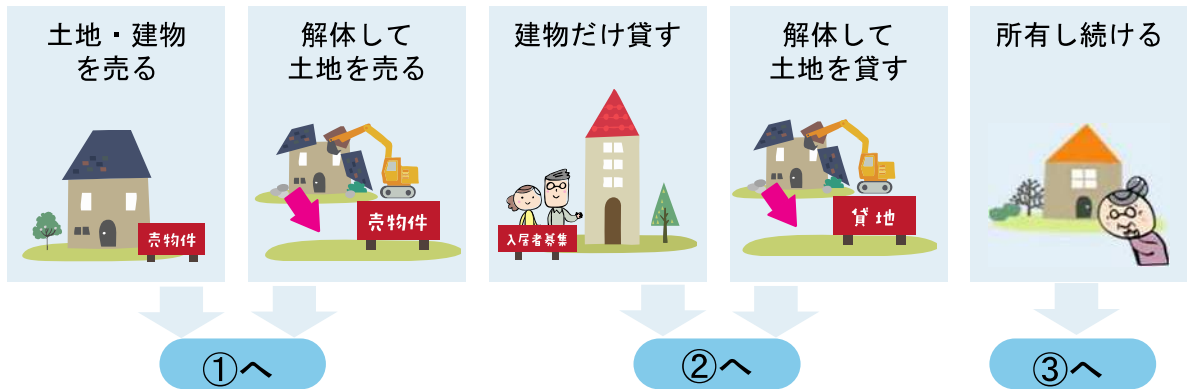 土地・建物
を売る
売物件
解体して
土地を売る
売物件
建物だけ貸す
入居者募集
解体して
土地を貸す
貸地
所有し続ける
①へ
②へ
③へ